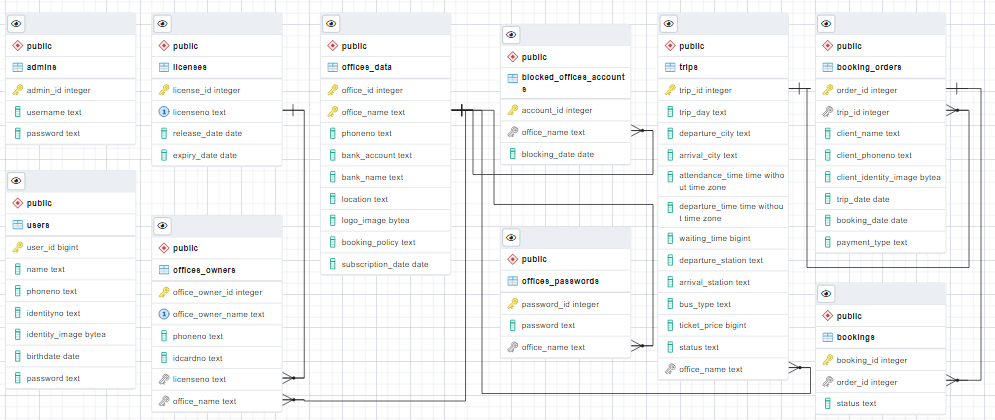 public
admins
admin_id integer
username text
password text
public
users
user_id bigint
name text
phoneno text
identityno text
identity_image bytea
birthdate date
password text
public
licenses
license_id integer
licenseno text
release_date date
expiry_date date
public
offices_owners
office_owner_id integer
office_owner_name text
phoneno text
idcardno text
licenseno text
office_name text
public
offices_data
office_id integer
office_name text
phoneno text
bank_account text
bank_name text
location text
logo_image bytea
booking_policy text
subscription_date date
public
blocked_offices_account
s
account_id integer
office_name text
blocking_date date
public
offices_passwords
password_id integer
password text
office_name text
public
trips
trip_id integer
trip_day text
departure_city text
arrival_city text
attendance_time time witho
ut time zone
departure_time time withou
t time zone
waiting_time bigint
departure_station text
arrival_station text
bus_type text
ticket_price bigint
status text
office_name text
public
booking_orders
order_id integer
trip_id integer
client_name text
client_phoneno text
client_identity_image bytea
trip_date date
booking_date date
payment_type text
public
bookings
booking_id integer
order_id integer
status text